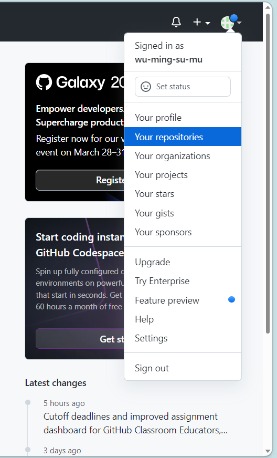 Signed in as
wu-ming-su-mu
Set status
Your profile
Your repositories
Your organizations
Your projects
Your stars
Your gists
Your sponsors
Upgrade
Try Enterprise
Feature preview
Help
Settings
Sign out
Galaxy 20
Empower developers.
Supercharge produc
Register now for our v
event on March 28–31
Registe
Start coding instan
GitHub Codespace
Spin up fully configured d
environments on powerful
that start in seconds. Get
60 hours a month of free
Get st
Latest changes
5 hours ago
Cutoff deadlines and improved assignment
dashboard for GitHub Classroom Educators,...
3 days ago